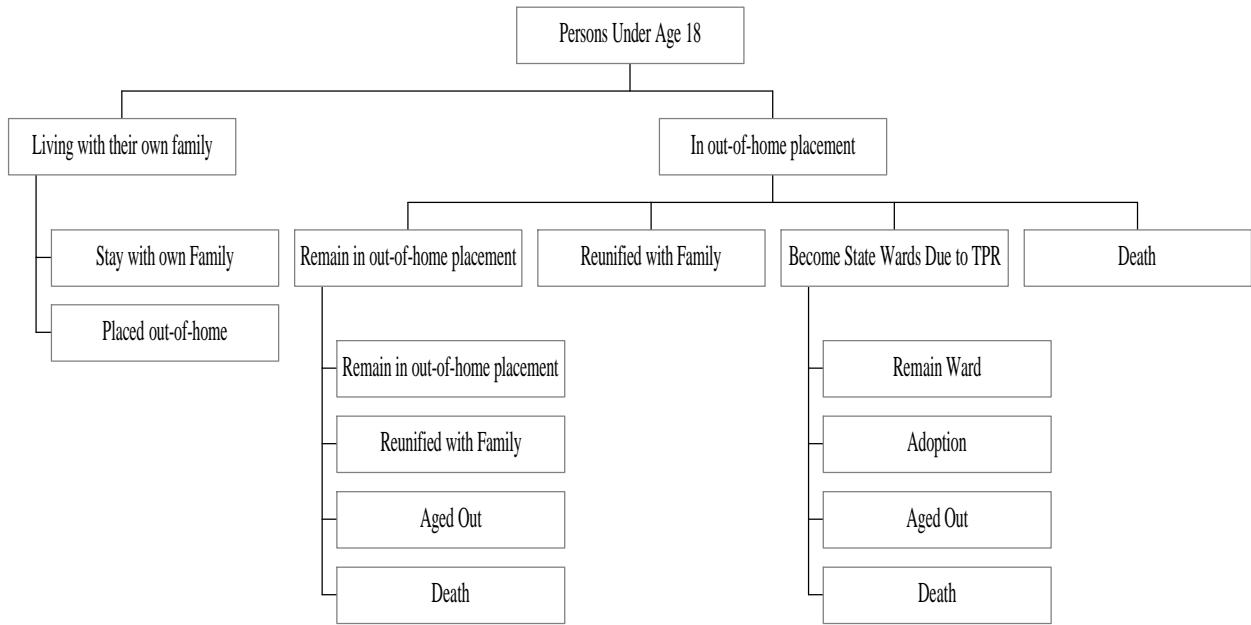 Persons Under Age 18
Living with their own family
In out-of-home placement
Stay with own Family
Placed out-of-home
Remain in out-of-home placement
Reunified with Family
Become State Wards Due to TPR
Death
Remain in out-of-home placement
Reunified with Family
Aged Out
Death
Remain Ward
Adoption
Aged Out
Death